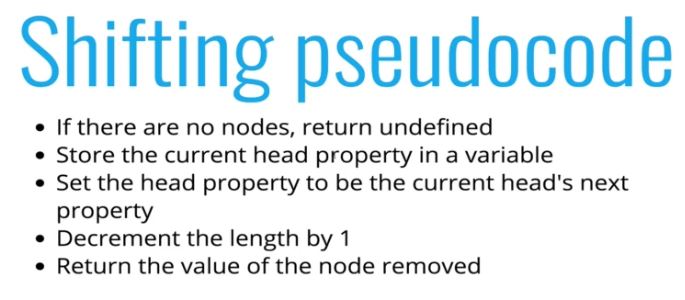 Shifting pseudocode
• If there are no nodes, return undefined
• Store the current head property in a variable
• Set the head property to be the current head's next
property
• Decrement the length by 1
• Return the value of the node removed